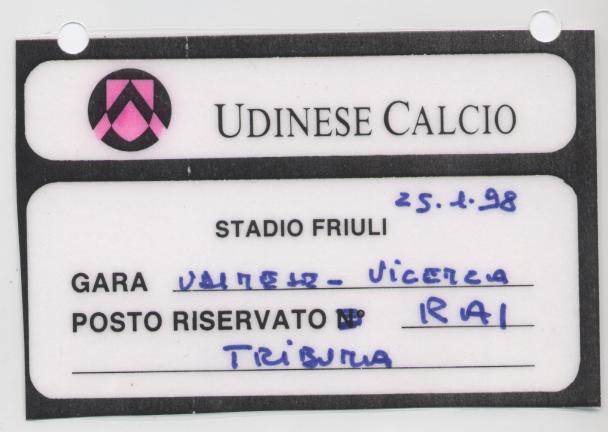 UDINESE CALCIO
25.1.98
STADIO FRIULI
GARA UDINESE - VICENZA
POSTO RISERVATO N° RAI
TRIBUNA